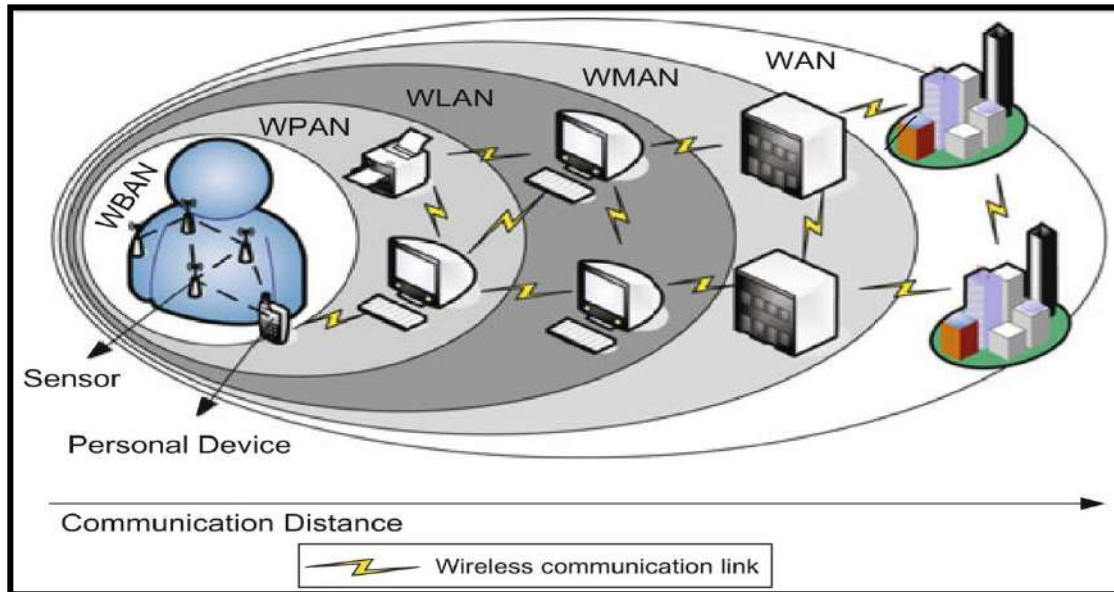 WAN
WMAN
WLAN
WPAN
WBAN
Sensor
Personal Device
Communication Distance
Wireless communication link